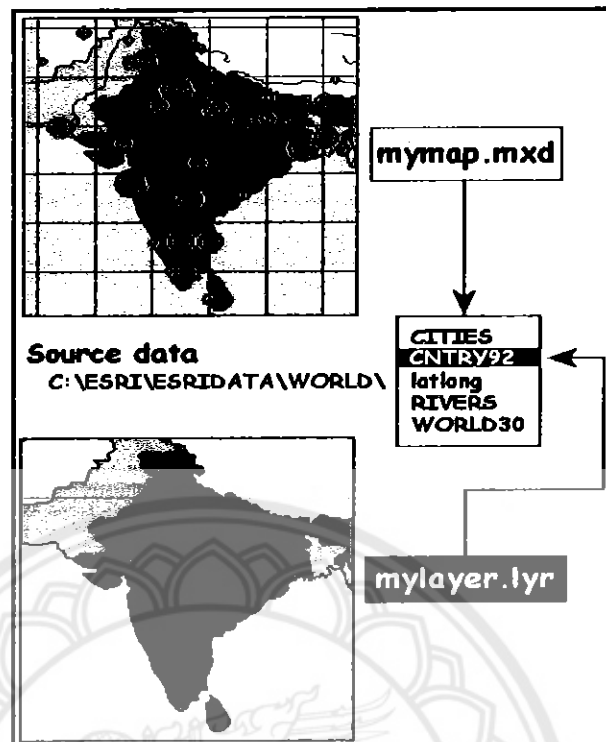 mymap.mxd
Source data
C:\ESRI\ESRIDATA\WORLD\
CITIES
CNTRY92
latlong
RIVERS
WORLD30
mylayer.lyr